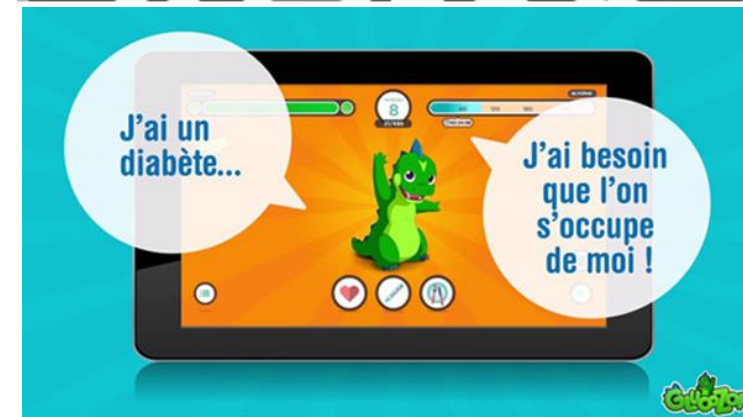 J'ai un
diabète...
J'ai besoin
que l'on
s'occupe
de moi !
8